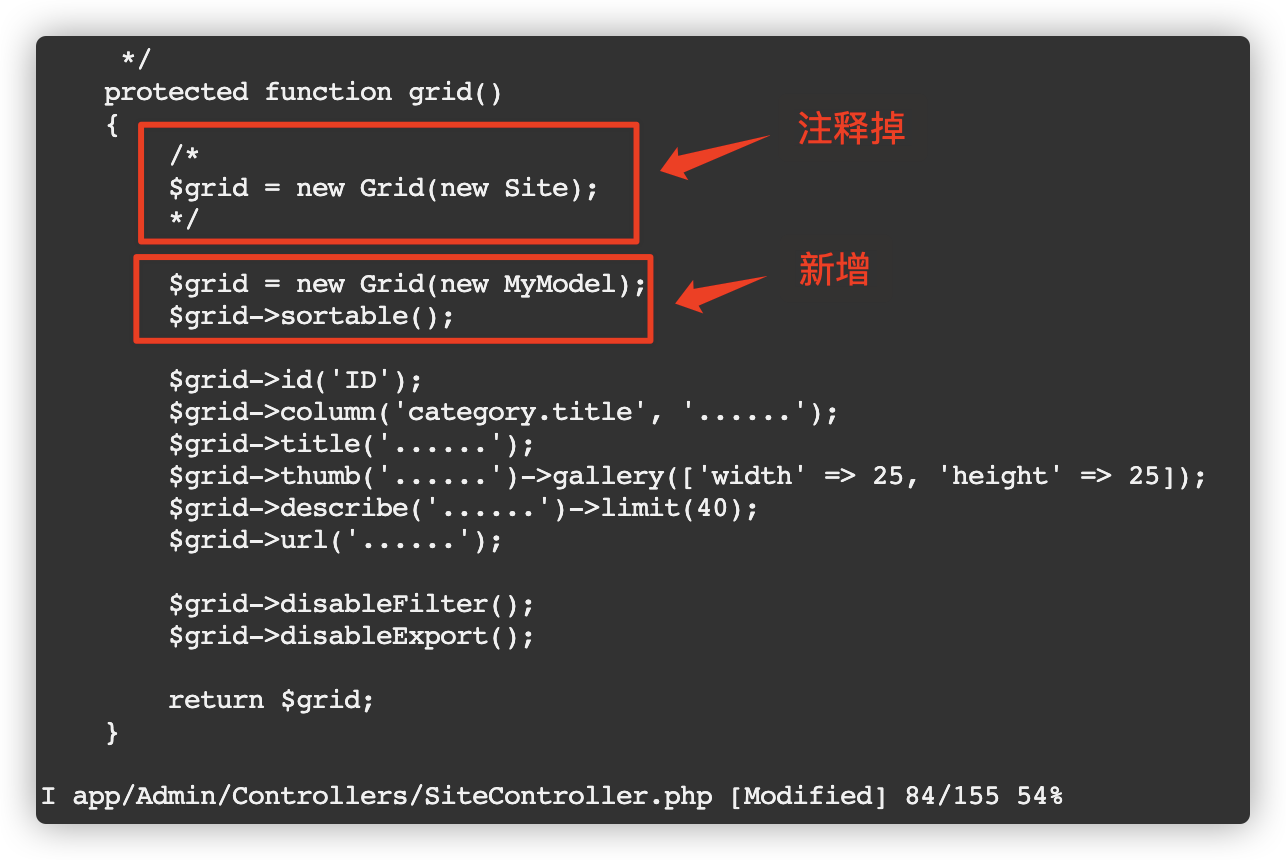 */
protected function grid()
{
/*
$grid = new Grid(new Site);
*/
注释掉
$grid = new Grid(new MyModel);
$grid->sortable();
新增
$grid->id('ID');
$grid->column('category.title', '......');
$grid->title('......');
$grid->thumb('......')->gallery(['width' => 25, 'height' => 25]);
$grid->describe('......')->limit(40);
$grid->url('......');
$grid->disableFilter();
$grid->disableExport();
return $grid;
}
I app/Admin/Controllers/SiteController.php [Modified] 84/155 54%